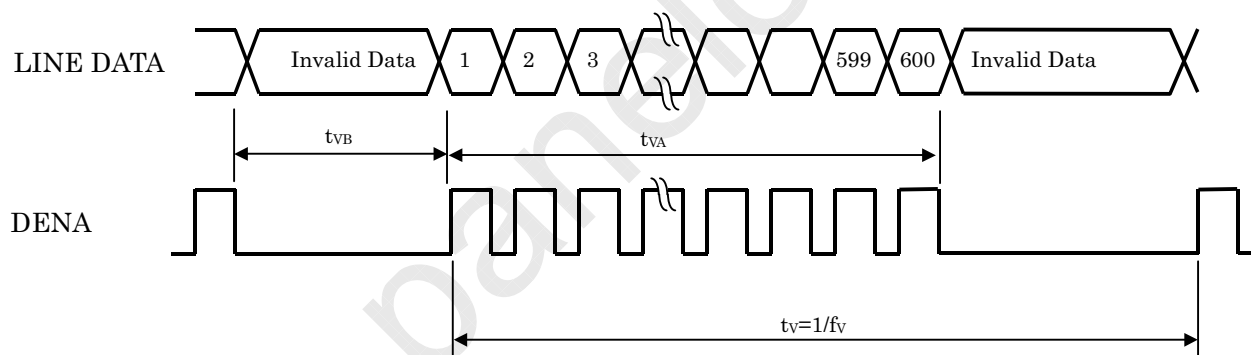 LINE DATA Invalid Data 1 2 3 599 600 Invalid Data
tVB tVA
DENA
tV=1/fV